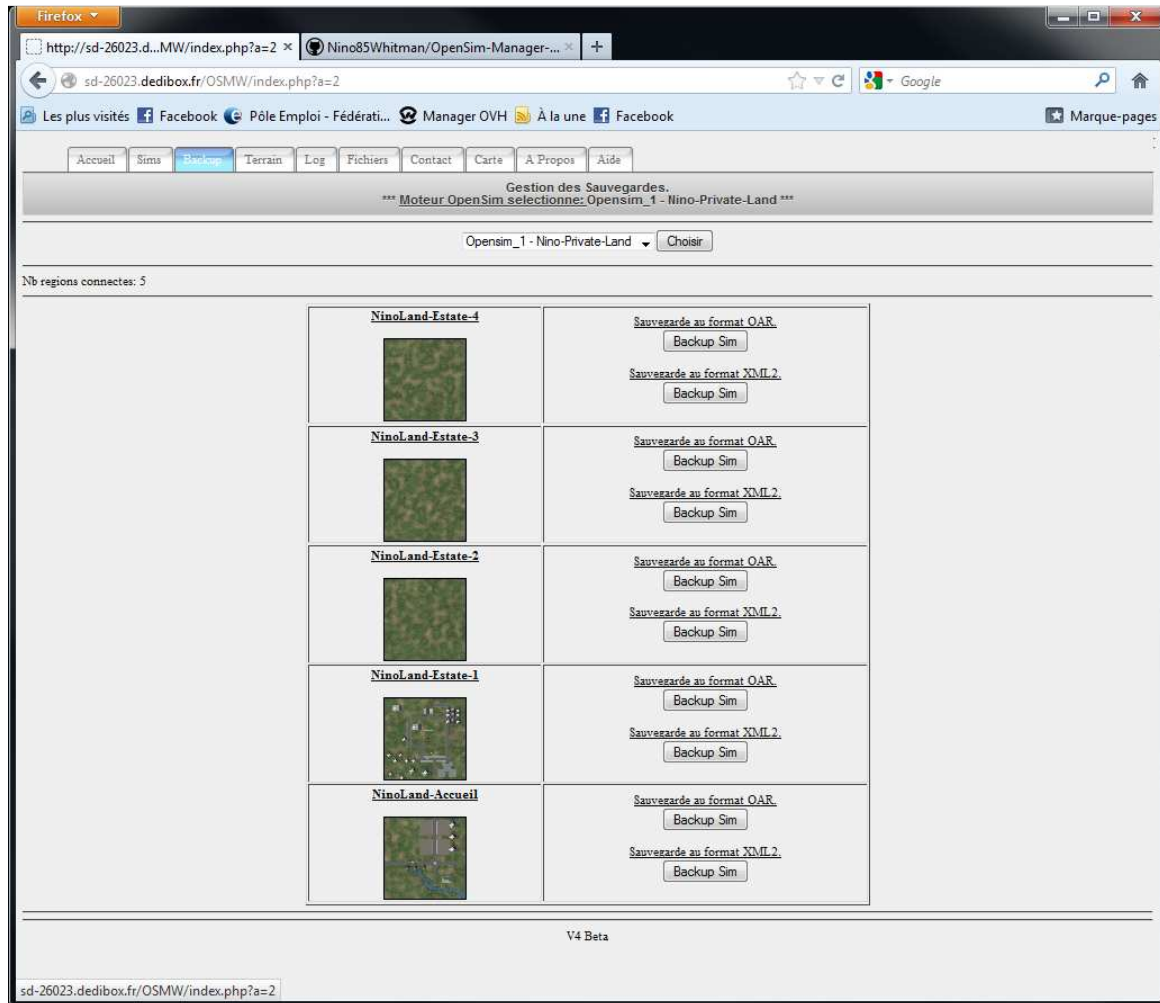 Firefox
http://sd-26023.d...MW/index.php?a=2 × Nino85Whitman/OpenSim-Manager-... × +
sd-26023.dedibox.fr/OSMW/index.php?a=2 Google
Les plus visités Facebook Pôle Emploi - Fédérati... Manager OVH À la une Facebook Marque-pages
Accueil Sims Backup Terrain Log Fichiers Contact Carte A Propos Aide
Gestion des Sauvegardes.
*** Moteur OpenSim selectionne: Opensim_1 - Nino-Private-Land ***
Opensim_1 - Nino-Private-Land Choisir
Nb regions connectes: 5
NinoLand-Estate-4
Sauvegarde au format OAR.
Backup Sim
Sauvegarde au format XML2.
Backup Sim
NinoLand-Estate-3
Sauvegarde au format OAR.
Backup Sim
Sauvegarde au format XML2.
Backup Sim
NinoLand-Estate-2
Sauvegarde au format OAR.
Backup Sim
Sauvegarde au format XML2.
Backup Sim
NinoLand-Estate-1
Sauvegarde au format OAR.
Backup Sim
Sauvegarde au format XML2.
Backup Sim
NinoLand-Accueil
Sauvegarde au format OAR.
Backup Sim
Sauvegarde au format XML2.
Backup Sim
V4 Beta
sd-26023.dedibox.fr/OSMW/index.php?a=2